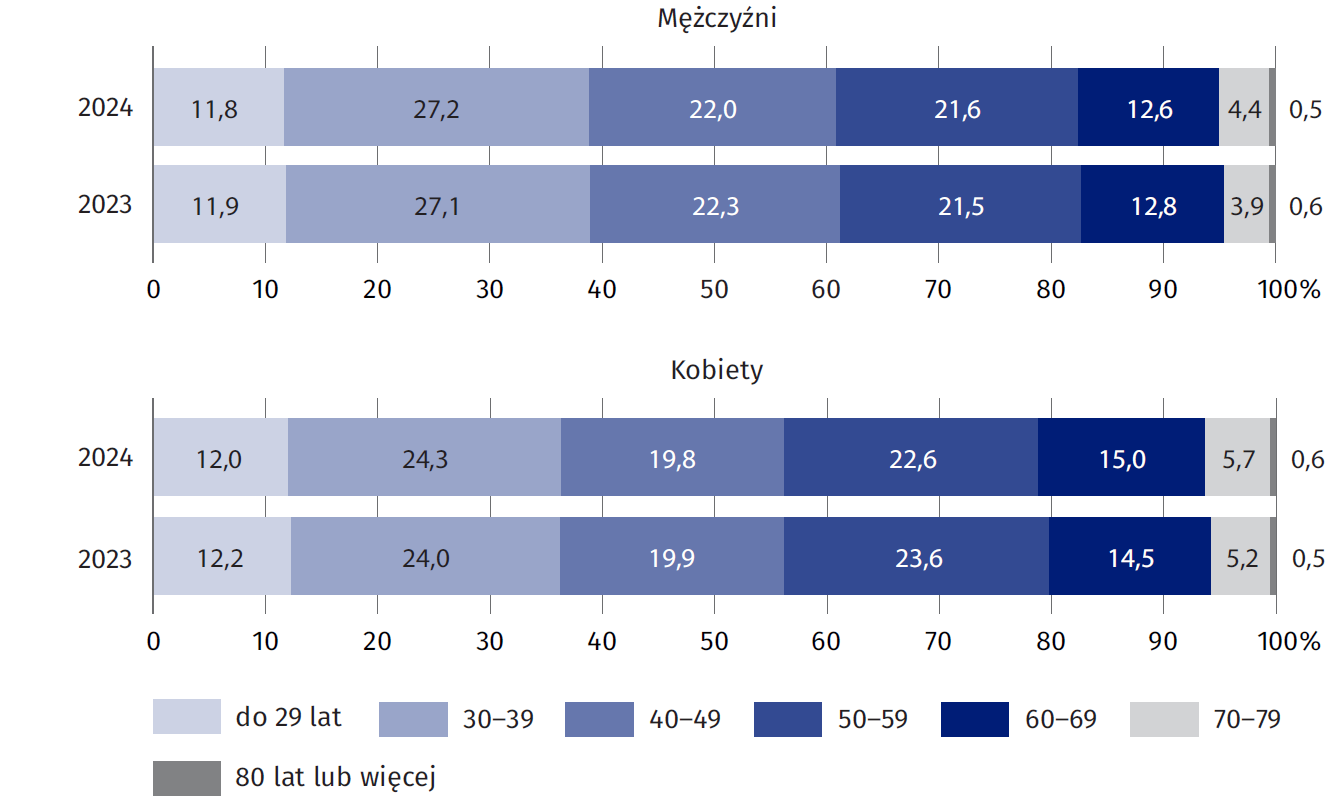 Mężczyźni
2024 11,8 27,2 22,0 21,6 12,6 4,4 0,5
2023 11,9 27,1 22,3 21,5 12,8 3,9 0,6
0 10 20 30 40 50 60 70 80 90 100%
Kobiety
2024 12,0 24,3 19,8 22,6 15,0 5,7 0,6
2023 12,2 24,0 19,9 23,6 14,5 5,2 0,5
0 10 20 30 40 50 60 70 80 90 100%
do 29 lat 30–39 40–49 50–59 60–69 70–79
80 lat lub więcej